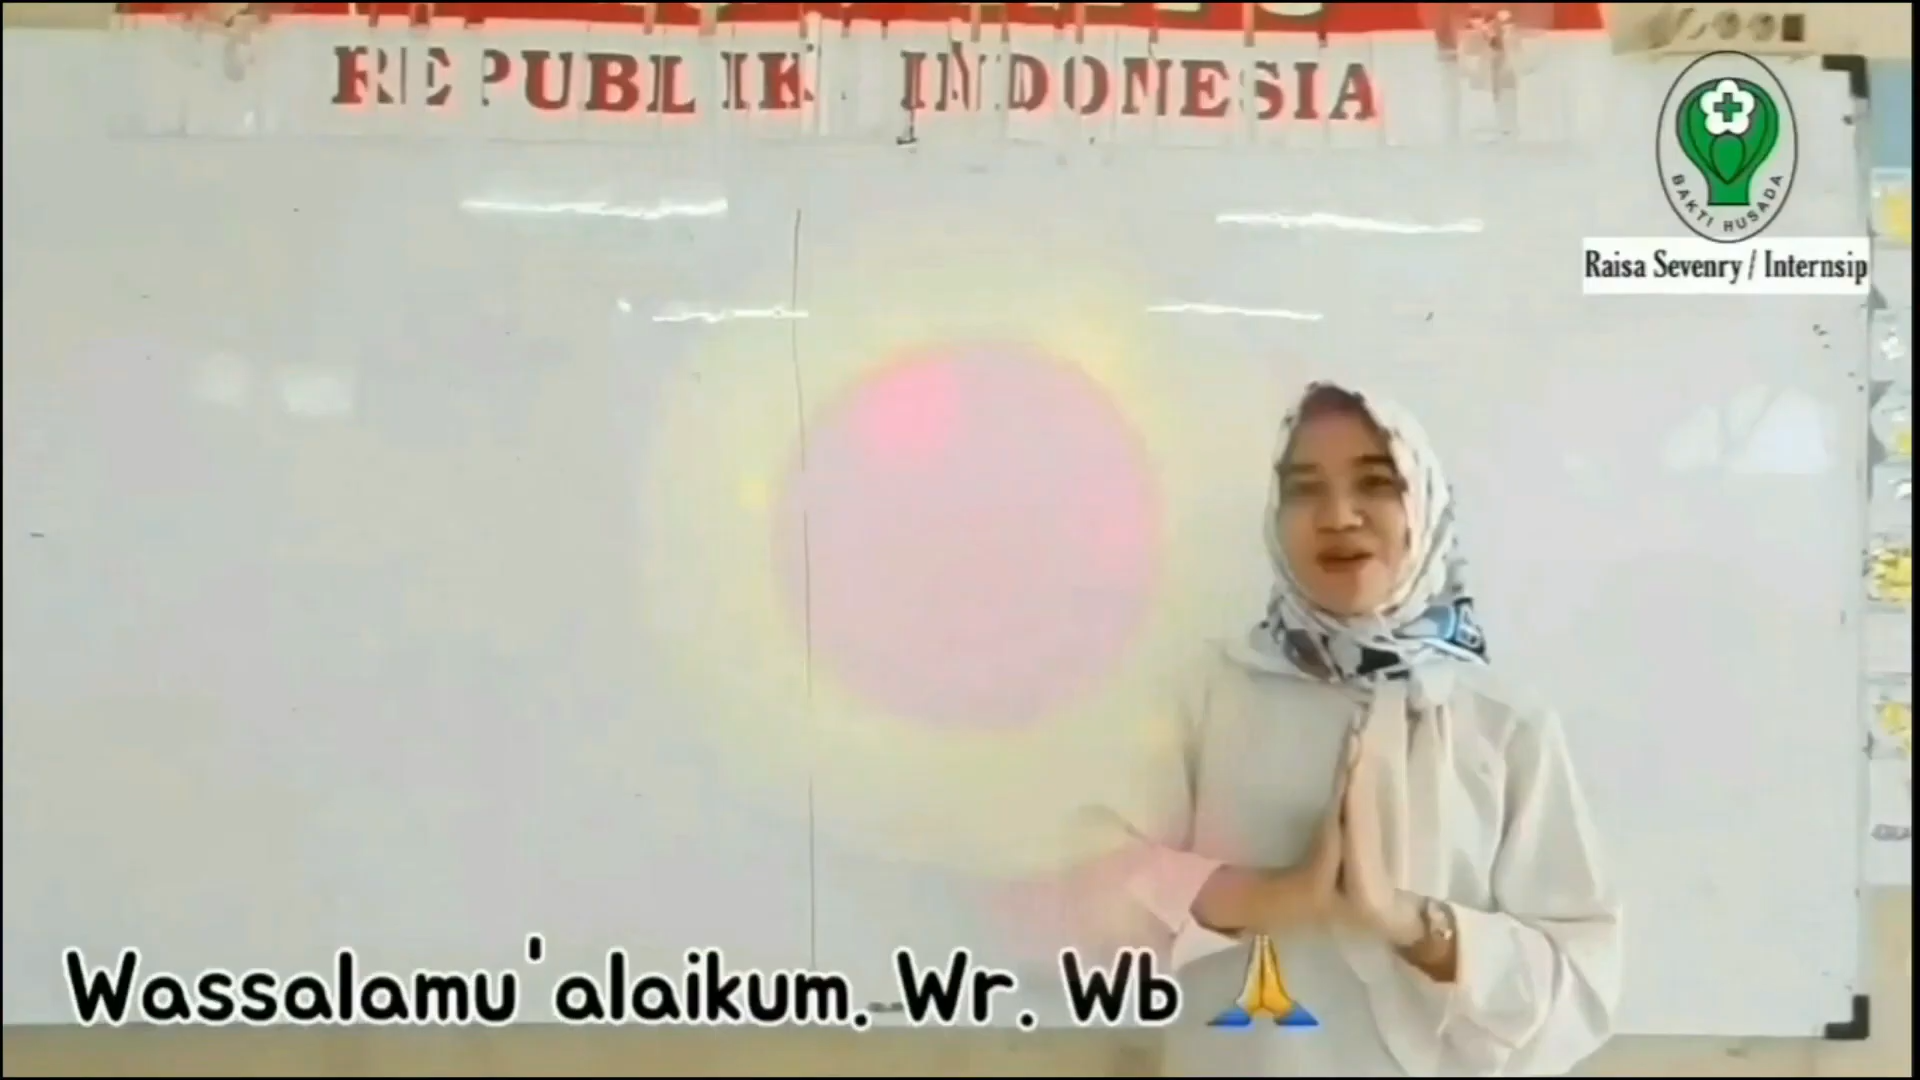 REPUBLIK INDONESIA
BAKTI HUSADA
Raisa Sevenry / Internsip
Wassalamu'alaikum. Wr. Wb 🙏